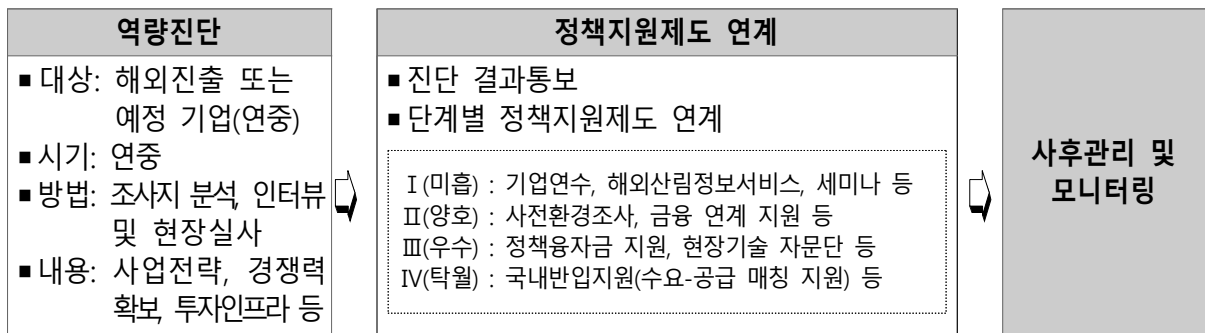 역량진단
■ 대상: 해외진출 또는
예정 기업(연중)
■ 시기: 연중
■ 방법: 조사지 분석, 인터뷰
및 현장실사
■ 내용: 사업전략, 경쟁력
확보, 투자인프라 등
정책지원제도 연계
■ 진단 결과통보
■ 단계별 정책지원제도 연계
Ⅰ(미흡) : 기업연수, 해외산림정보서비스, 세미나 등
Ⅱ(양호) : 사전환경조사, 금융 연계 지원 등
Ⅲ(우수) : 정책융자금 지원, 현장기술 자문단 등
Ⅳ(탁월) : 국내반입지원(수요-공급 매칭 지원) 등
사후관리 및
모니터링